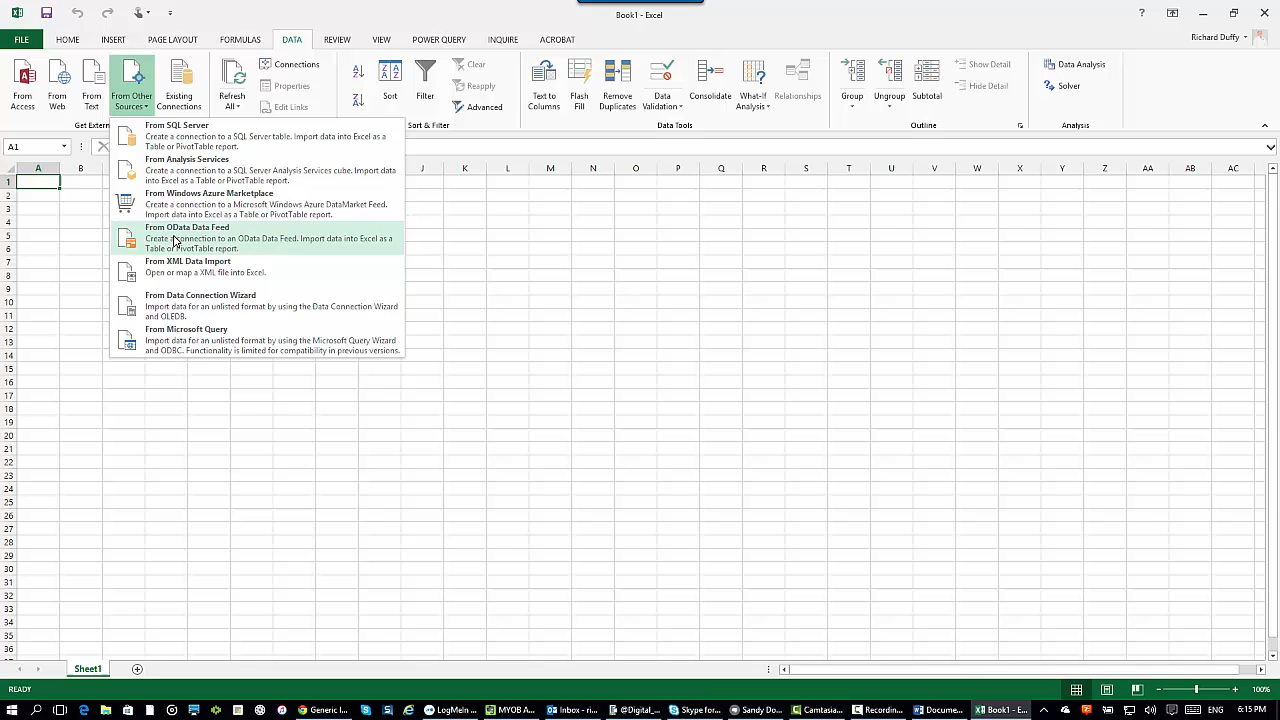 Book1 - Excel
?
FILE HOME INSERT PAGE LAYOUT FORMULAS DATA REVIEW VIEW POWER QUERY INQUIRE ACROBAT Richard Duffy
From Access
From Web
From Text
From Other Sources
Existing Connections
Refresh All
Connections
Properties
Edit Links
Sort
Filter
Clear
Reapply
Advanced
Text to Columns
Flash Fill
Remove Duplicates
Data Validation
Consolidate
What-If Analysis
Relationships
Group
Ungroup
Subtotal
Show Detail
Hide Detail
Data Analysis
Solver
Get Extern
Sort & Filter
Data Tools
Outline
Analysis
A1
From SQL Server
Create a connection to a SQL Server table. Import data into Excel as a
Table or PivotTable report.
From Analysis Services
Create a connection to a SQL Server Analysis Services cube. Import data
into Excel as a Table or PivotTable report.
From Windows Azure Marketplace
Create a connection to a Microsoft Windows Azure DataMarket Feed.
Import data into Excel as a Table or PivotTable report.
From OData Data Feed
Create a connection to an OData Data Feed. Import data into Excel as a
Table or PivotTable report.
From XML Data Import
Open or map a XML file into Excel.
From Data Connection Wizard
Import data for an unlisted format by using the Data Connection Wizard
and OLEDB.
From Microsoft Query
Import data for an unlisted format by using the Microsoft Query Wizard
and ODBC. Functionality is limited for compatibility in previous versions.
A B J K L M N O P Q R S T U V W X Y Z AA AB AC
1
2
3
4
5
6
7
8
9
10
11
12
13
14
15
16
17
18
19
20
21
22
23
24
25
26
27
28
29
30
31
32
33
34
35
36
Sheet1
READY 100%
Generic I... LogMeIn ... MYOB A... Inbox - ri... @Digital_... Skype for... Sandy Do... Camtasia... Recordin... Docume... Book1 - E... ENG 6:15 PM